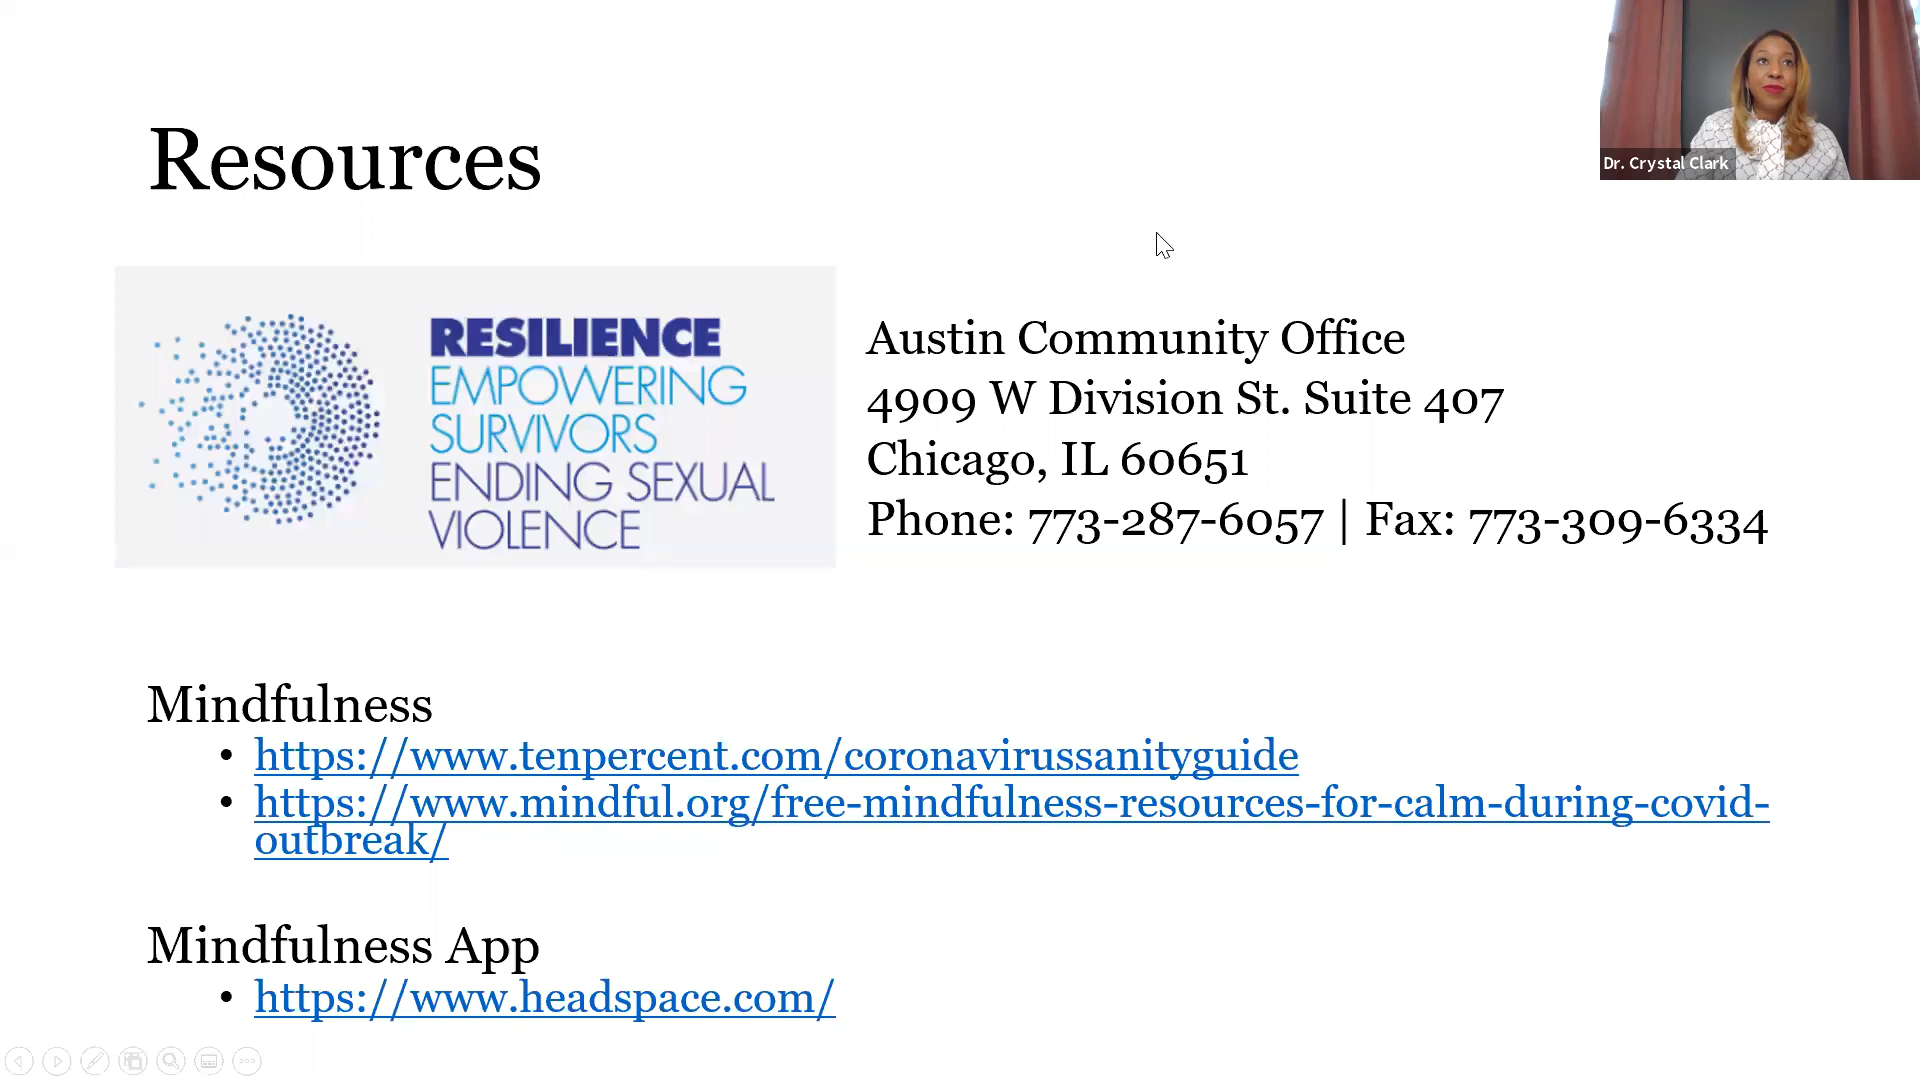 Resources
Dr. Crystal Clark
RESILIENCE
EMPOWERING
SURVIVORS
ENDING SEXUAL
VIOLENCE
Austin Community Office
4909 W Division St. Suite 407
Chicago, IL 60651
Phone: 773-287-6057 | Fax: 773-309-6334
Mindfulness
• https://www.tenpercent.com/coronavirussanityguide
• https://www.mindful.org/free-mindfulness-resources-for-calm-during-covid-
outbreak/
Mindfulness App
• https://www.headspace.com/